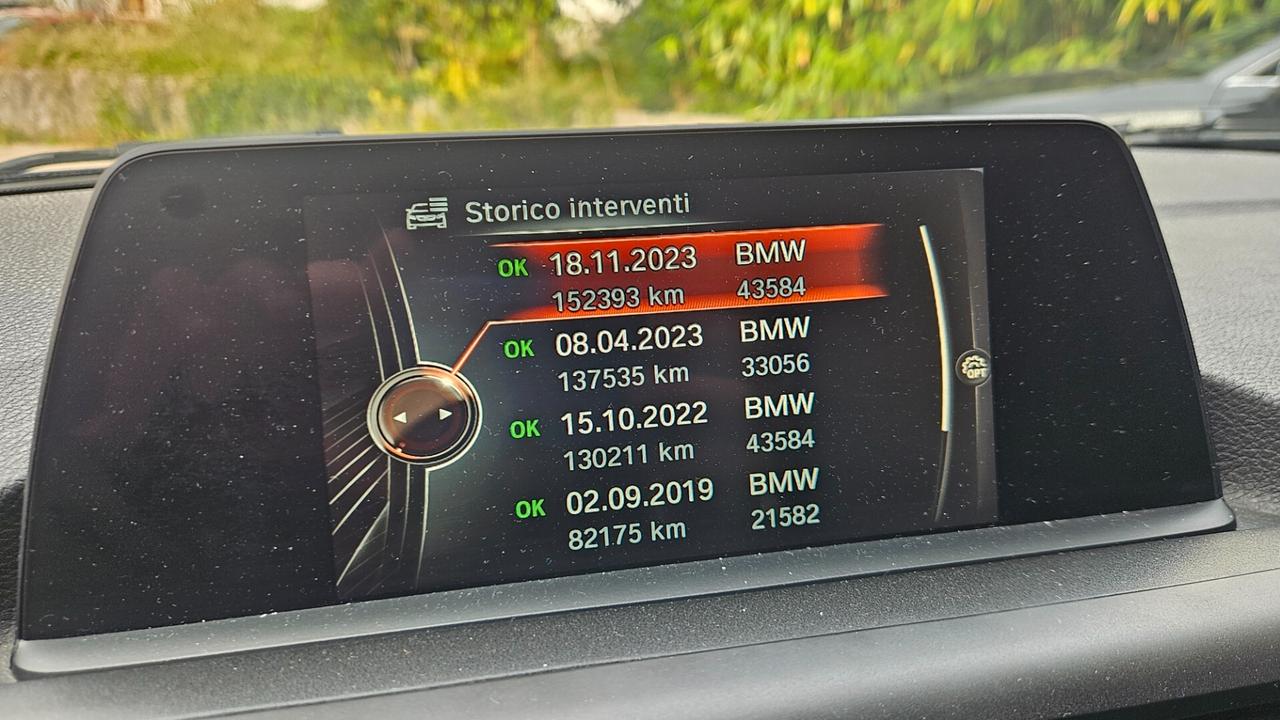 Storico interventi
OK 18.11.2023 BMW
152393 km 43584
OK 08.04.2023 BMW
137535 km 33056
OK 15.10.2022 BMW
130211 km 43584
OK 02.09.2019 BMW
82175 km 21582
OPT